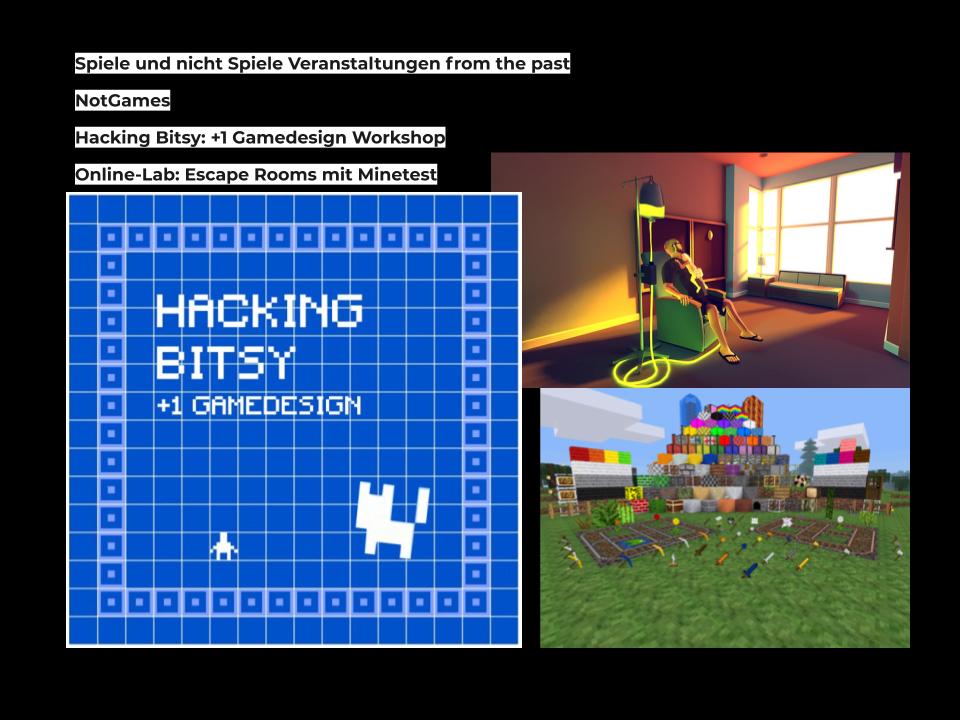 Spiele und nicht Spiele Veranstaltungen from the past
NotGames
Hacking Bitsy: +1 Gamedesign Workshop
Online-Lab: Escape Rooms mit Minetest
HACKING
BITSY
+1 GAMEDESIGN